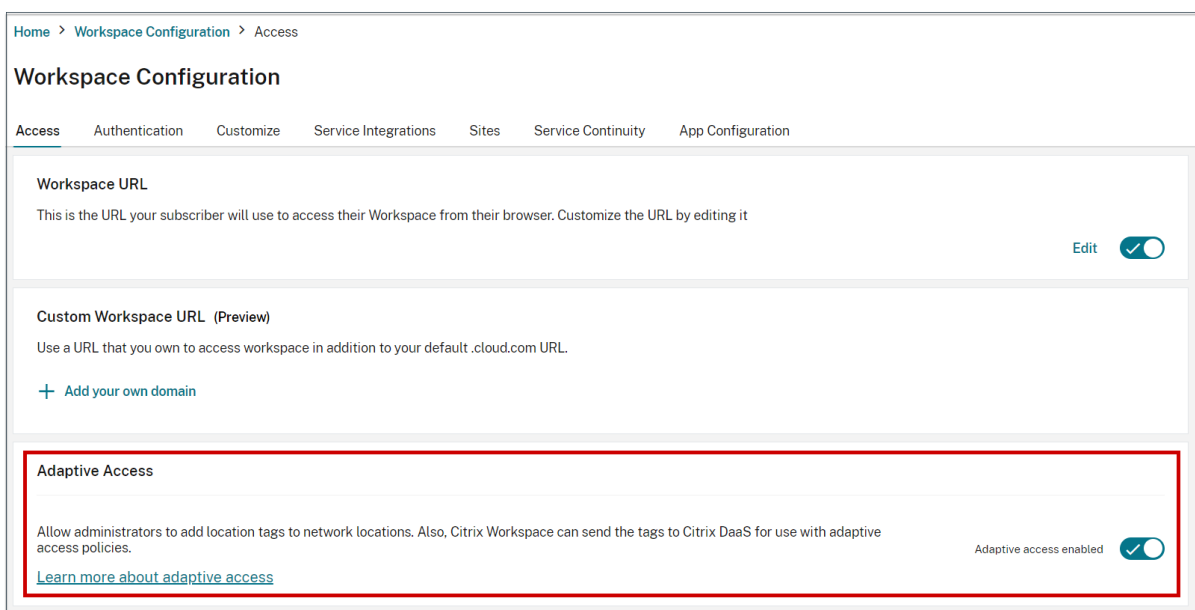 Home > Workspace Configuration > Access
Workspace Configuration
Access Authentication Customize Service Integrations Sites Service Continuity App Configuration
Workspace URL
This is the URL your subscriber will use to access their Workspace from their browser. Customize the URL by editing it
Edit
Custom Workspace URL (Preview)
Use a URL that you own to access workspace in addition to your default .cloud.com URL.
+ Add your own domain
Adaptive Access
Allow administrators to add location tags to network locations. Also, Citrix Workspace can send the tags to Citrix DaaS for use with adaptive
access policies.
Adaptive access enabled
Learn more about adaptive access